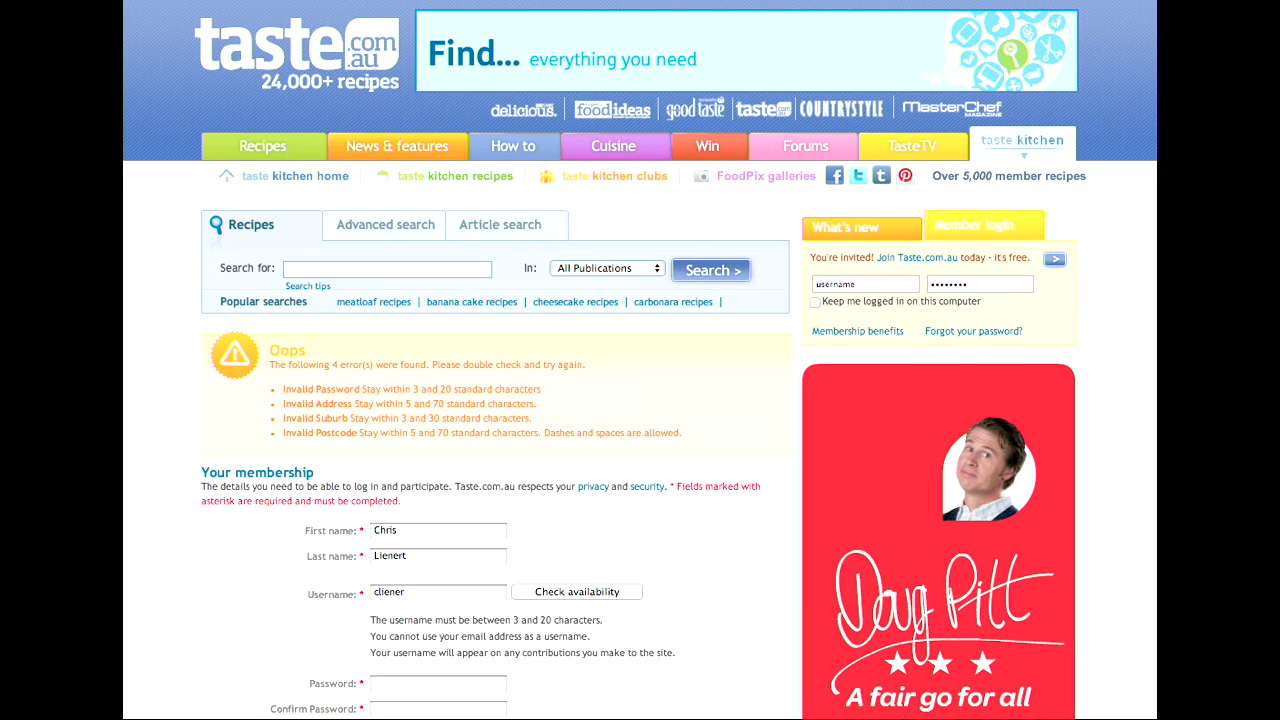 taste.com.au
24,000+ recipes
Find... everything you need
delicious. foodideas good taste taste.com.au COUNTRYSTYLE MasterChef MAGAZINE
Recipes News & features How to Cuisine Win Forums TasteTV taste kitchen
taste kitchen home taste kitchen recipes taste kitchen clubs FoodPix galleries Over 5,000 member recipes
Recipes Advanced search Article search
Search for: In: All Publications Search >
Search tips
Popular searches meatloaf recipes | banana cake recipes | cheesecake recipes | carbonara recipes |
What's new Member login
You're invited! Join Taste.com.au today - it's free. >
username ••••••••
Keep me logged in on this computer
Membership benefits Forgot your password?
Oops
The following 4 error(s) were found. Please double check and try again.
Invalid Password Stay within 3 and 20 standard characters
Invalid Address Stay within 5 and 70 standard characters.
Invalid Suburb Stay within 3 and 30 standard characters.
Invalid Postcode Stay within 5 and 70 standard characters. Dashes and spaces are allowed.
Your membership
The details you need to be able to log in and participate. Taste.com.au respects your privacy and security. * Fields marked with
asterisk are required and must be completed.
First name: * Chris
Last name: * Lienert
Username: * cliener Check availability
The username must be between 3 and 20 characters.
You cannot use your email address as a username.
Your username will appear on any contributions you make to the site.
Password: *
Confirm Password: *
Doug Pitt
A fair go for all